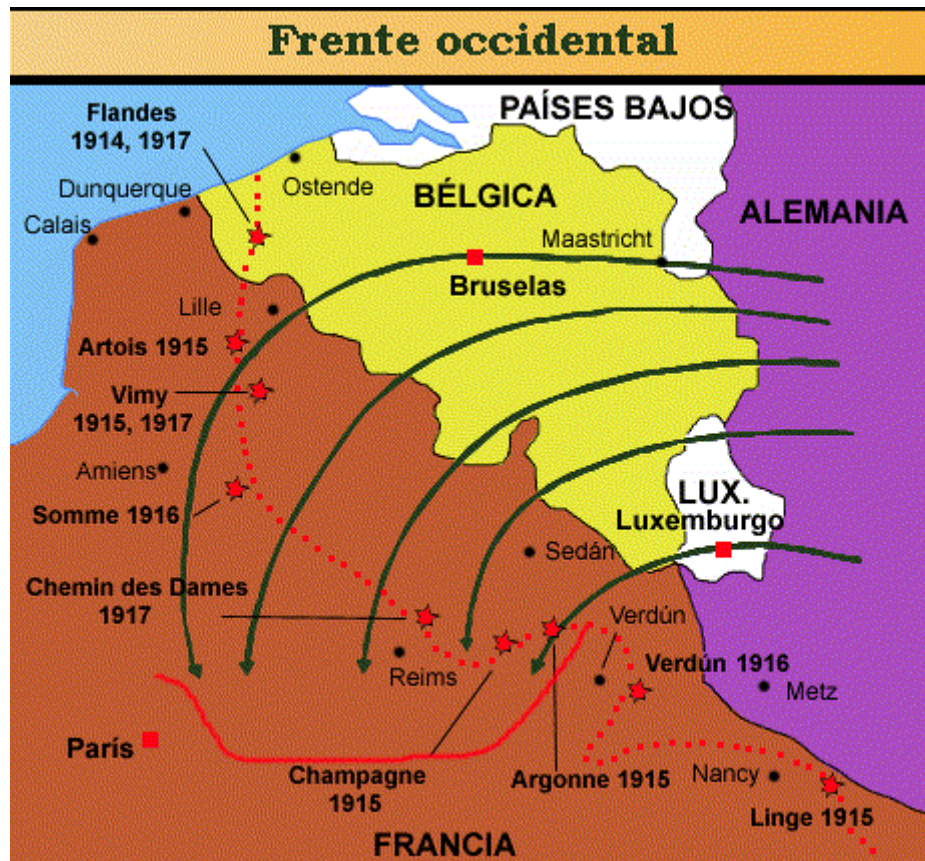 Frente occidental
Flandes
1914, 1917
PAÍSES BAJOS
Ostende
Dunquerque
BÉLGICA
ALEMANIA
Calais
Maastricht
Bruselas
Lille
Artois 1915
Vimy
1915, 1917
Amiens
LUX.
Somme 1916
Luxemburgo
Sedán
Chemin des Dames
1917
Verdún
Reims
Verdún 1916
Metz
París
Champagne
1915
Argonne 1915
Nancy
Linge 1915
FRANCIA